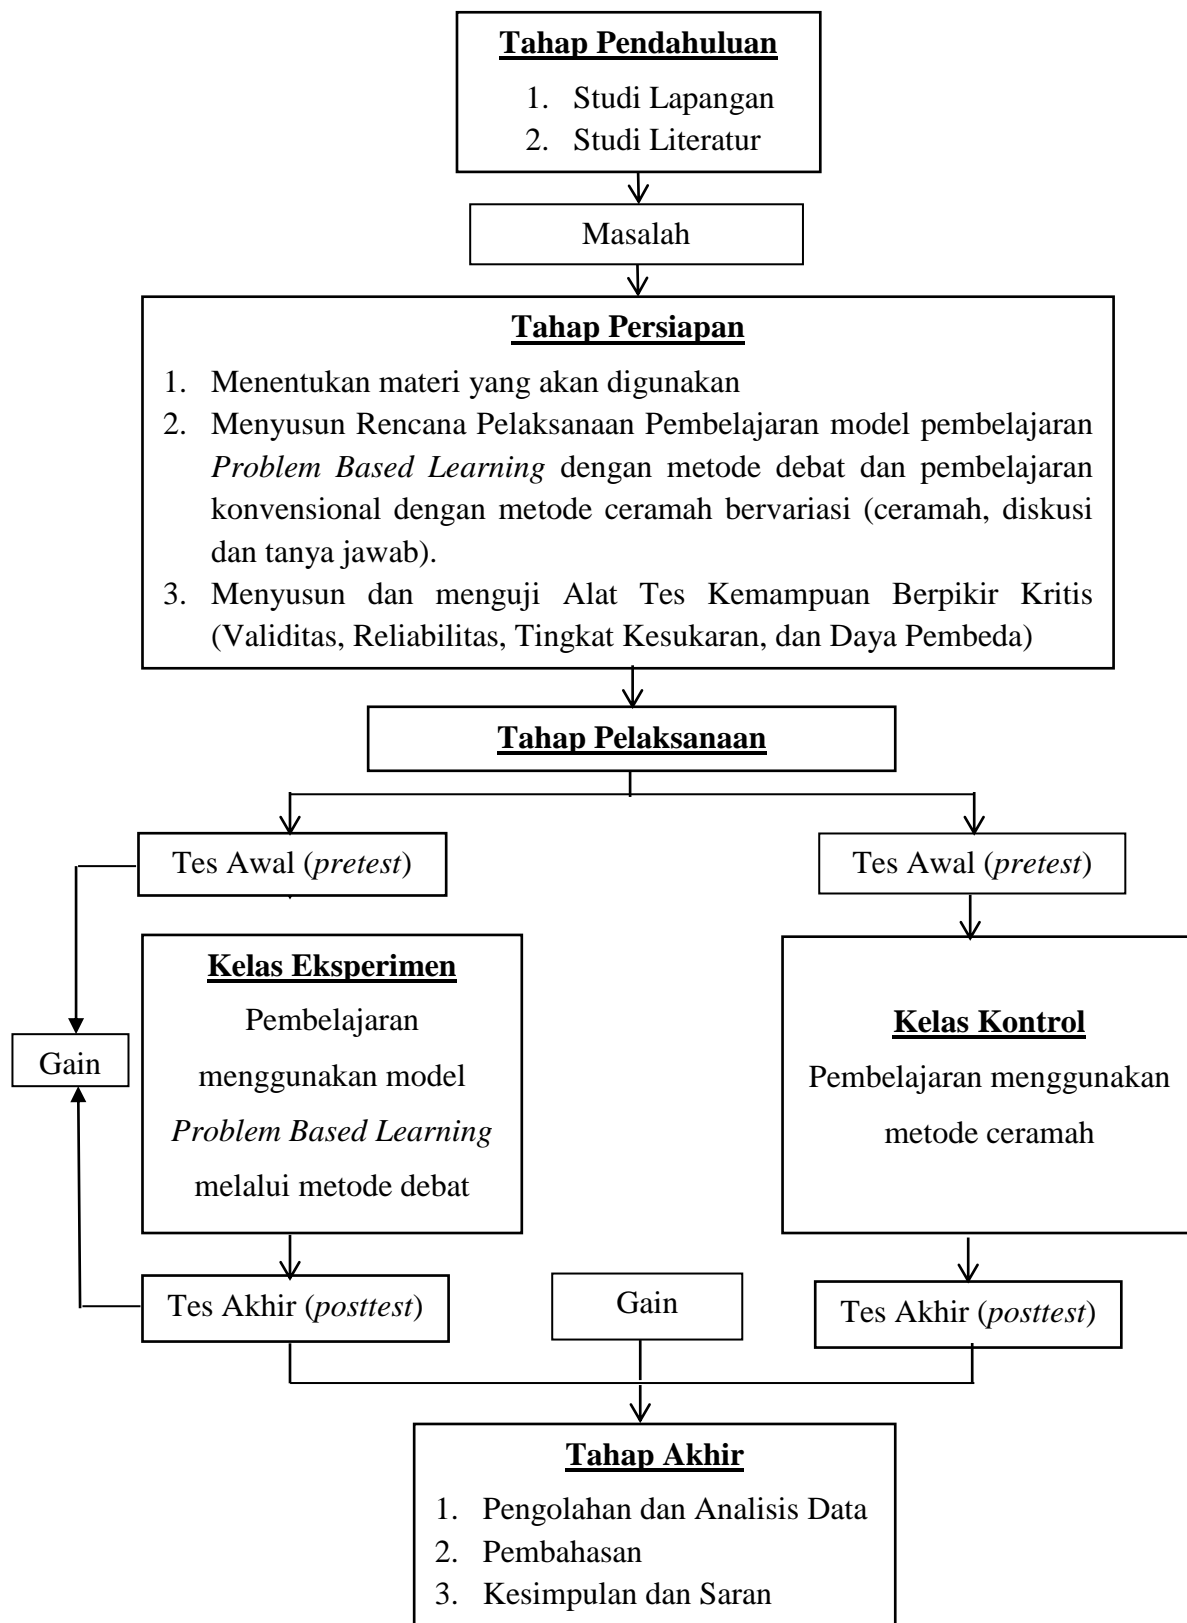 Tahap Pendahuluan
1. Studi Lapangan
2. Studi Literatur
Masalah
Tahap Persiapan
1. Menentukan materi yang akan digunakan
2. Menyusun Rencana Pelaksanaan Pembelajaran model pembelajaran
Problem Based Learning dengan metode debat dan pembelajaran
konvensional dengan metode ceramah bervariasi (ceramah, diskusi
dan tanya jawab).
3. Menyusun dan menguji Alat Tes Kemampuan Berpikir Kritis
(Validitas, Reliabilitas, Tingkat Kesukaran, dan Daya Pembeda)
Tahap Pelaksanaan
Tes Awal (pretest)
Tes Awal (pretest)
Kelas Eksperimen
Pembelajaran
menggunakan model
Problem Based Learning
melalui metode debat
Kelas Kontrol
Pembelajaran menggunakan
metode ceramah
Gain
Tes Akhir (posttest)
Gain
Tes Akhir (posttest)
Tahap Akhir
1. Pengolahan dan Analisis Data
2. Pembahasan
3. Kesimpulan dan Saran